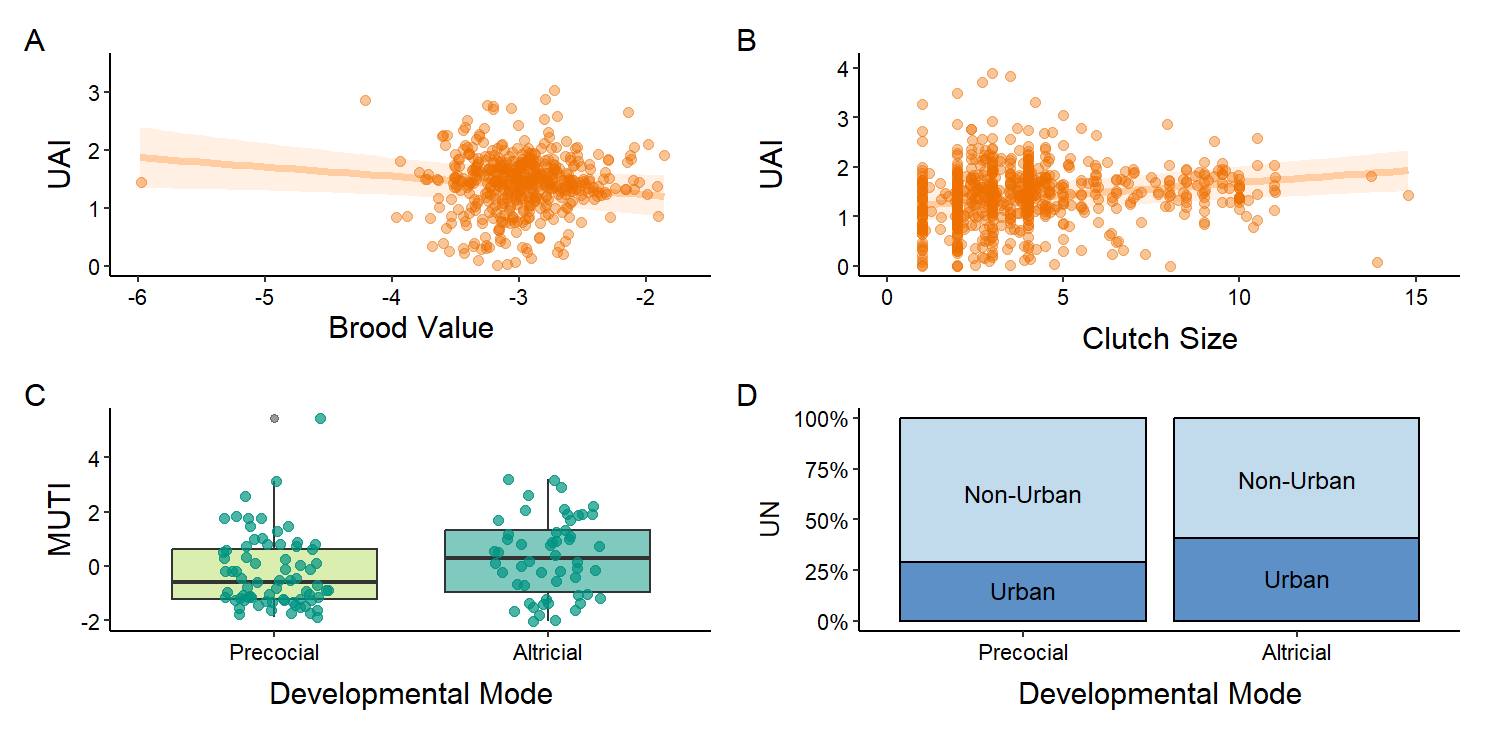 A
UAI
3
2
1
0
-6 -5 -4 -3 -2
Brood Value
B
UAI
4
3
2
1
0
0 5 10 15
Clutch Size
C
MUTI
4
2
0
-2
Precocial Altricial
Developmental Mode
D
UN
100%
75%
50%
25%
0%
Non-Urban Non-Urban
Urban Urban
Precocial Altricial
Developmental Mode